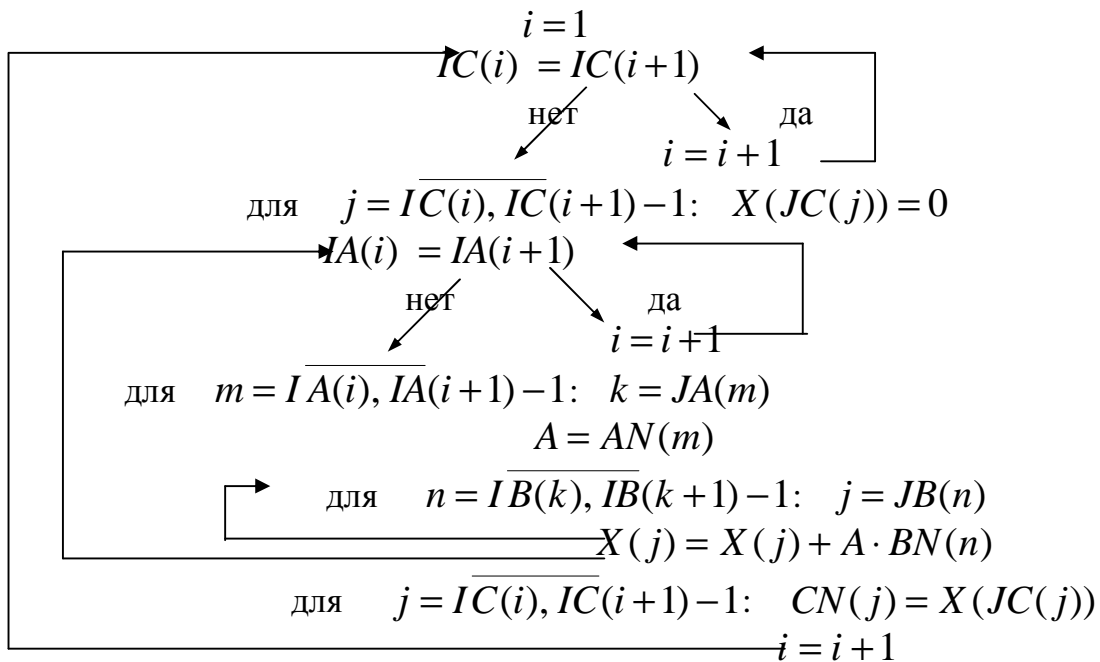 i = 1
IC(i) = IC(i+1)
нет да
i = i+1
для j = IC(i), IC(i+1)−1: X(JC(j)) = 0
IA(i) = IA(i+1)
нет да
i = i+1
для m = IA(i), IA(i+1)−1: k = JA(m)
A = AN(m)
для n = IB(k), IB(k+1)−1: j = JB(n)
X(j) = X(j) + A·BN(n)
для j = IC(i), IC(i+1)−1: CN(j) = X(JC(j))
i = i+1